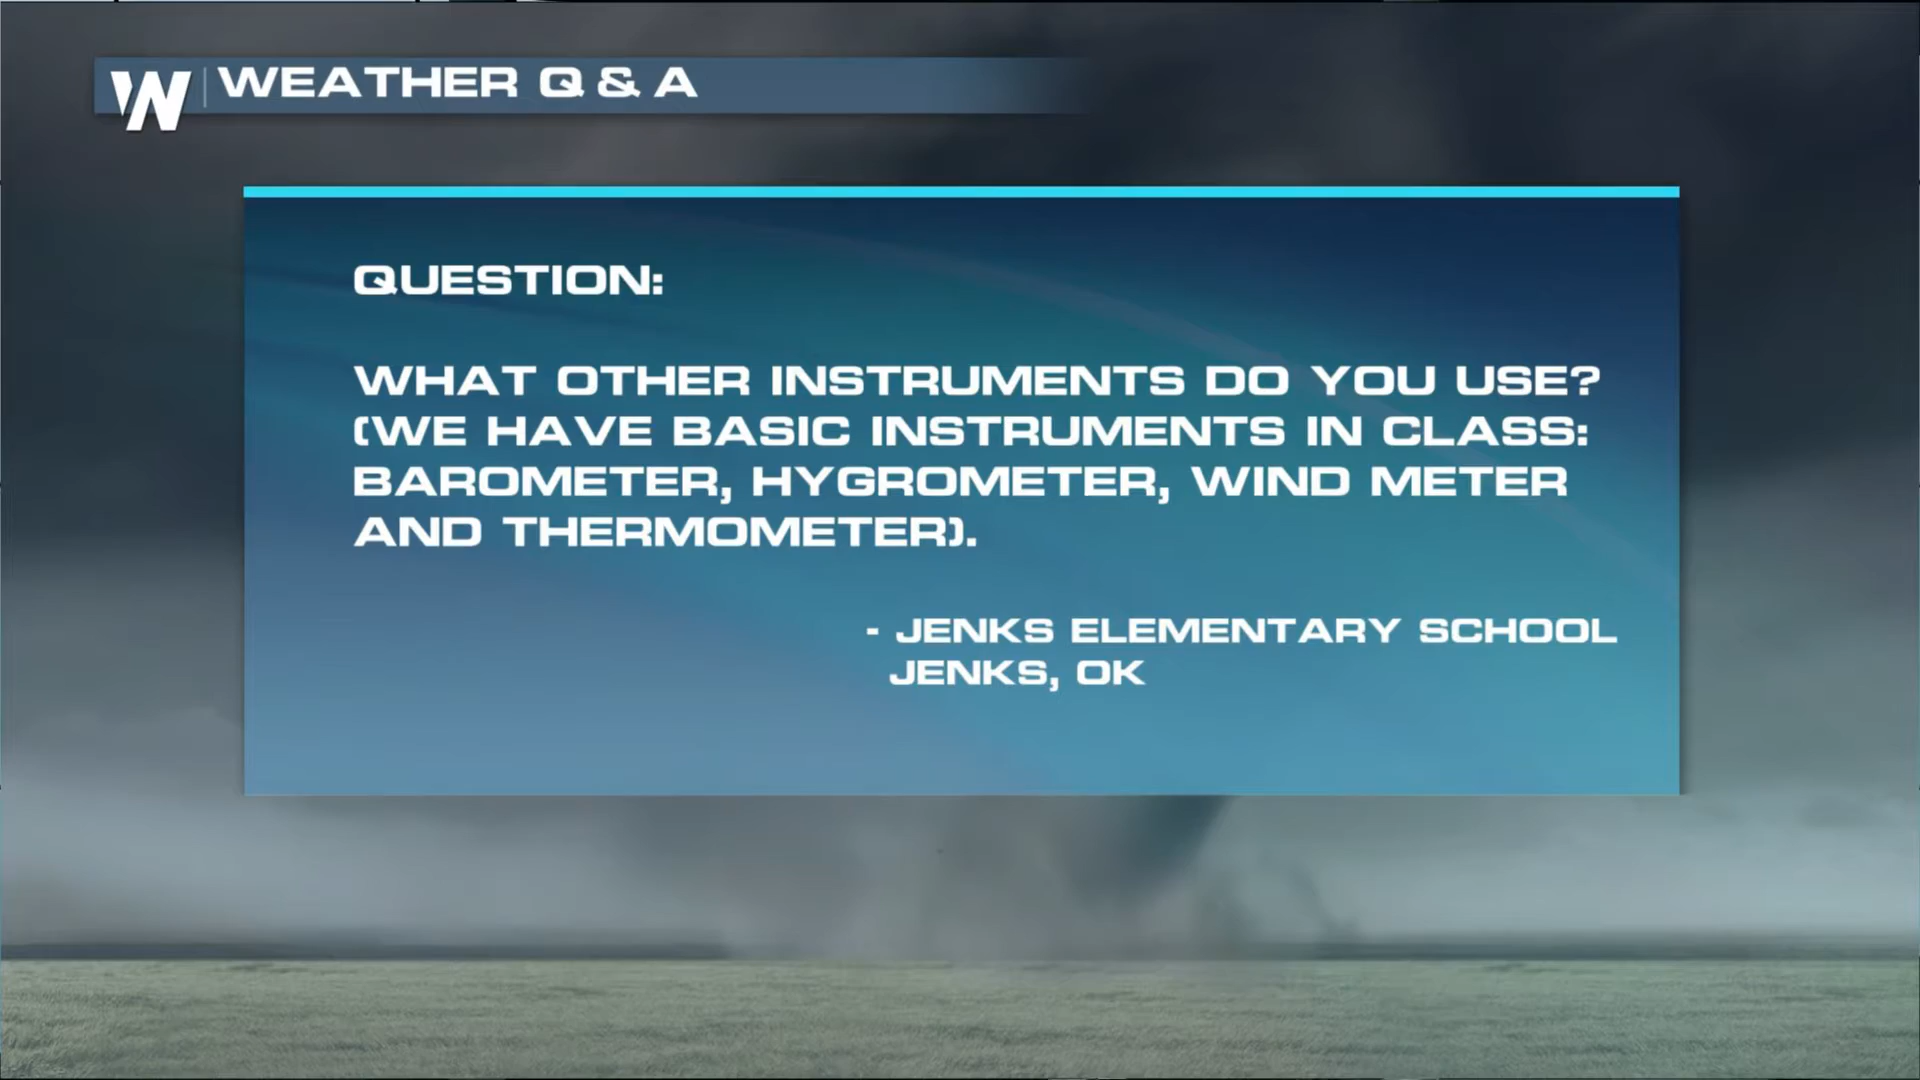 W WEATHER Q & A
QUESTION:
WHAT OTHER INSTRUMENTS DO YOU USE?
(WE HAVE BASIC INSTRUMENTS IN CLASS:
BAROMETER, HYGROMETER, WIND METER
AND THERMOMETER).
- JENKS ELEMENTARY SCHOOL
JENKS, OK